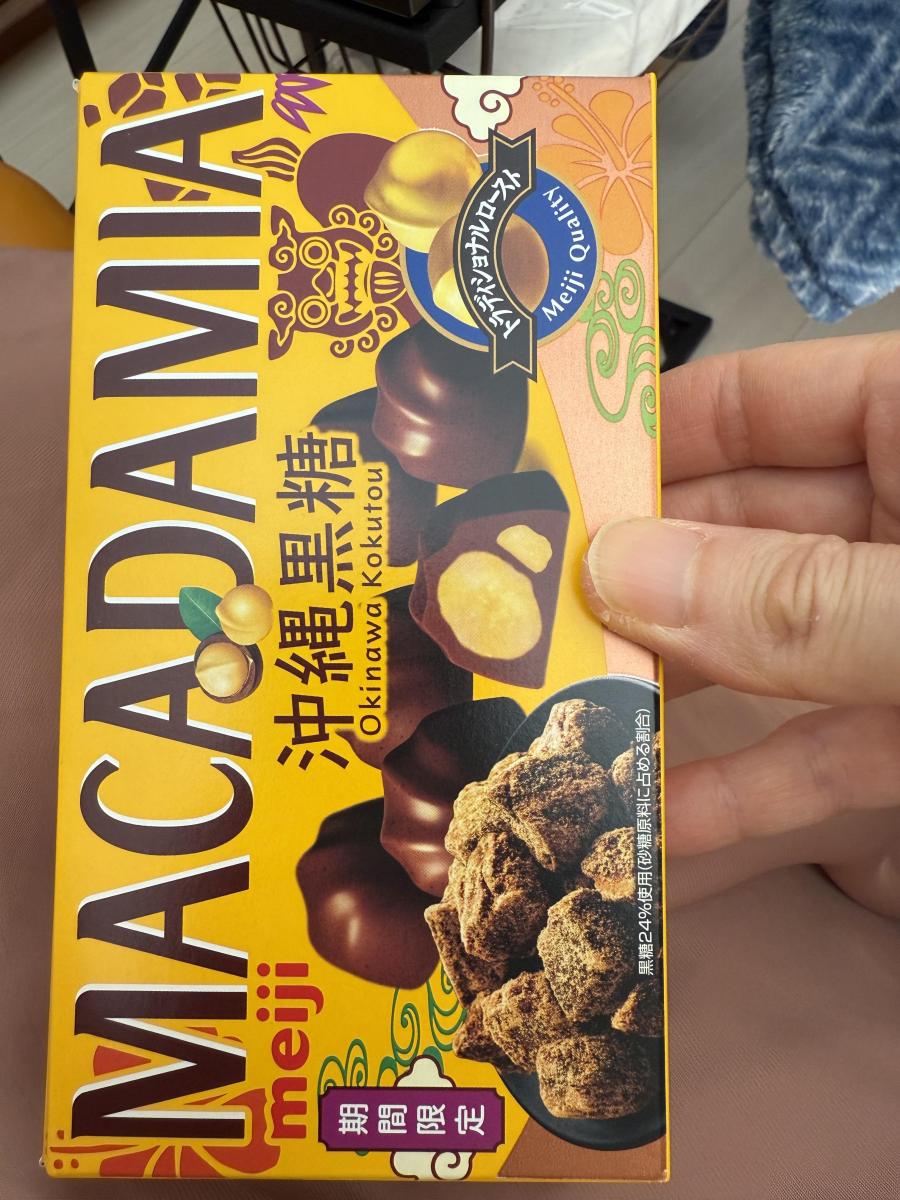 MACADAMIA
meiji
沖縄黒糖
Okinawa Kokutou
期間限定
トラディショナルロースト
Meiji Quality
黒糖24%使用(砂糖原料に占める割合)